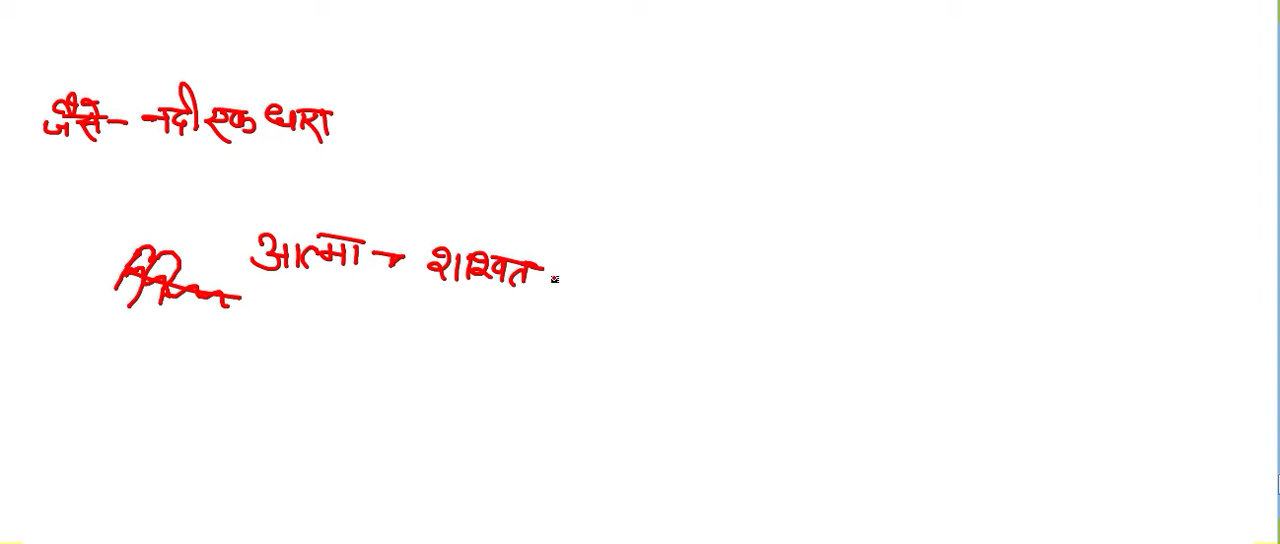 जैसे - नदी एक धारा
आत्मा → शाश्वत